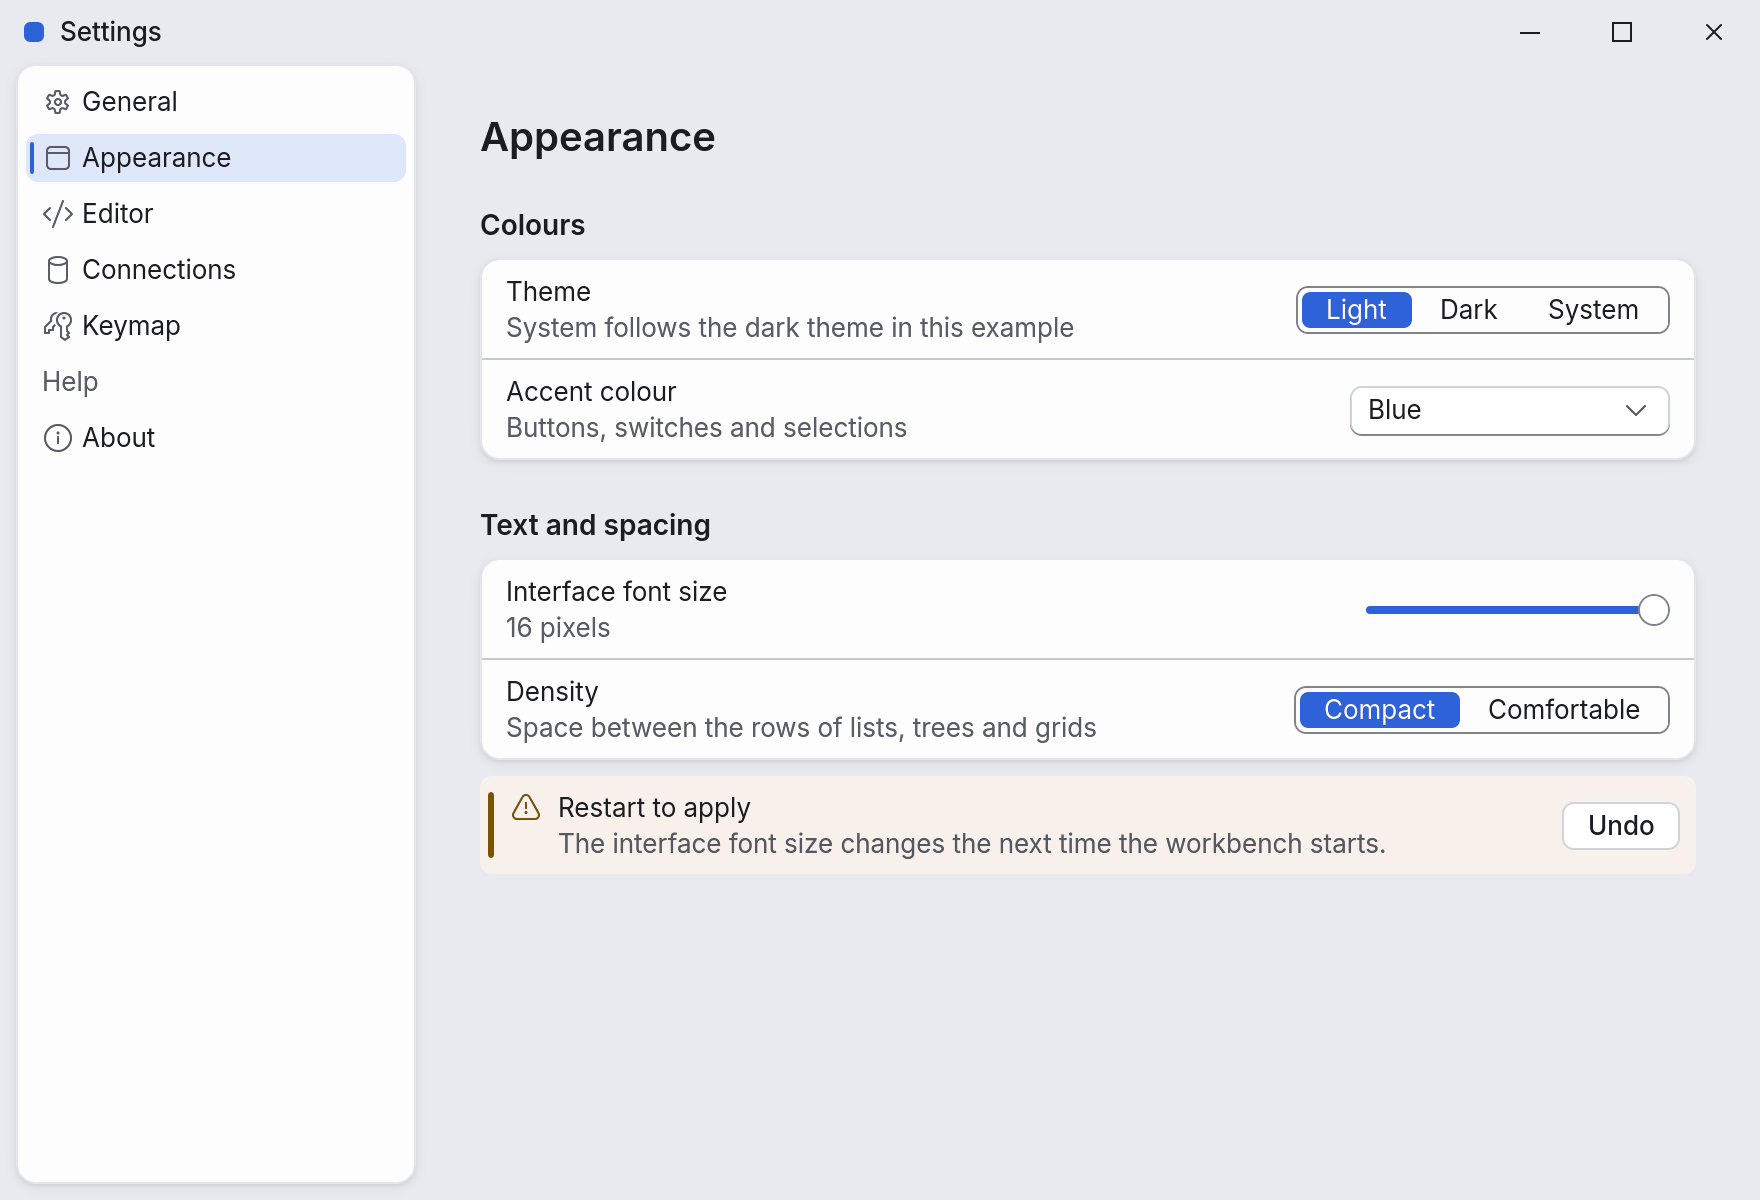 Settings
General
Appearance
Editor
Connections
Keymap
Help
About
Appearance
Colours
Theme
System follows the dark theme in this example
Light Dark System
Accent colour
Buttons, switches and selections
Blue
Text and spacing
Interface font size
16 pixels
Density
Space between the rows of lists, trees and grids
Compact Comfortable
Restart to apply
The interface font size changes the next time the workbench starts.
Undo